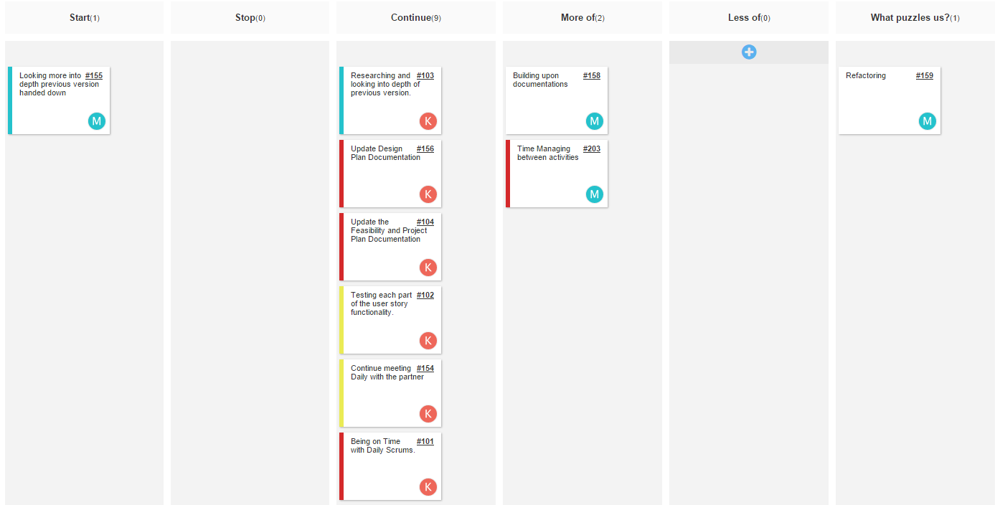 Start(1)
Stop(0)
Continue(9)
More of(2)
Less of(0)
What puzzles us?(1)
Looking more into #155
depth previous version
handed down
M
Researching and #103
looking into depth of
previous version.
K
Update Design #156
Plan Documentation
K
Update the #104
Feasibility and Project
Plan Documentation
K
Testing each part #102
of the user story
functionality.
K
Continue meeting #154
Daily with the partner
K
Being on Time #101
with Daily Scrums.
K
Building upon #158
documentations
M
Time Managing #203
between activities
M
Refactoring #159
M